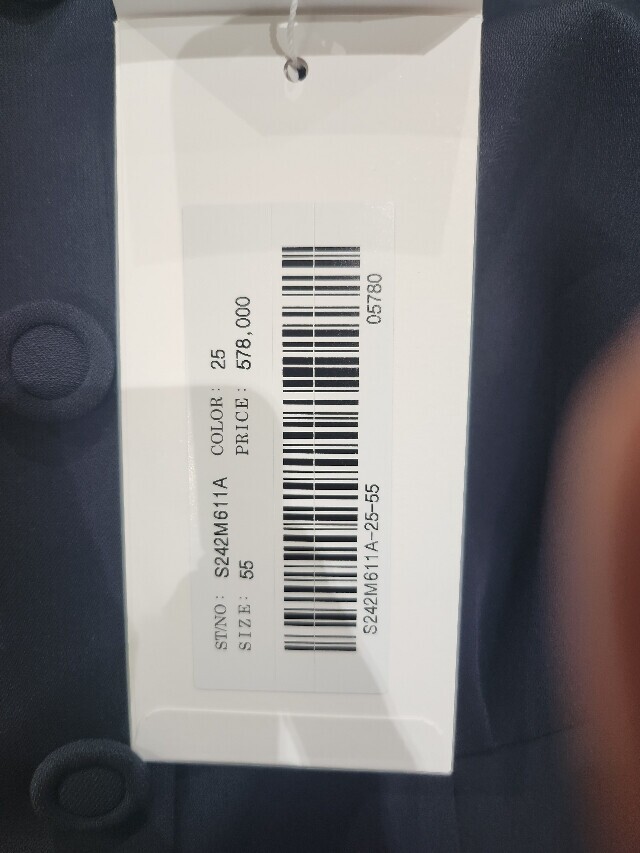 ST/NO: S242M611A COLOR: 25
SIZE: 55 PRICE: 578,000
S242M611A-25-55 05780